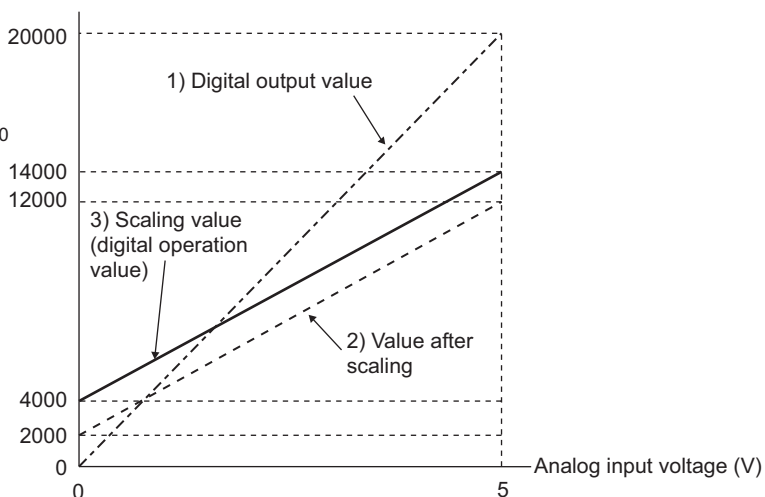 20000
1) Digital output value
0
14000
12000
3) Scaling value
(digital operation
value)
2) Value after
scaling
4000
2000
0
Analog input voltage (V)
0
5